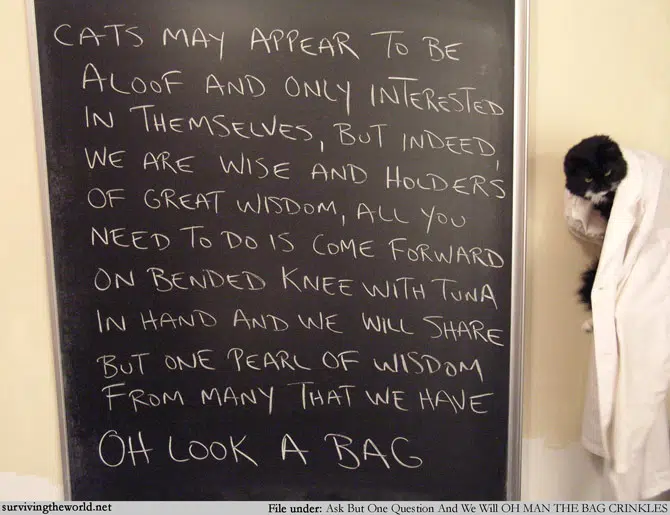 CATS MAY APPEAR TO BE
ALOOF AND ONLY INTERESTED
IN THEMSELVES, BUT INDEED,
WE ARE WISE AND HOLDERS
OF GREAT WISDOM, ALL YOU
NEED TO DO IS COME FORWARD
ON BENDED KNEE WITH TUNA
IN HAND AND WE WILL SHARE
BUT ONE PEARL OF WISDOM
FROM MANY THAT WE HAVE
OH LOOK A BAG
survivingtheworld.net File under: Ask But One Question And We Will OH MAN THE BAG CRINKLES